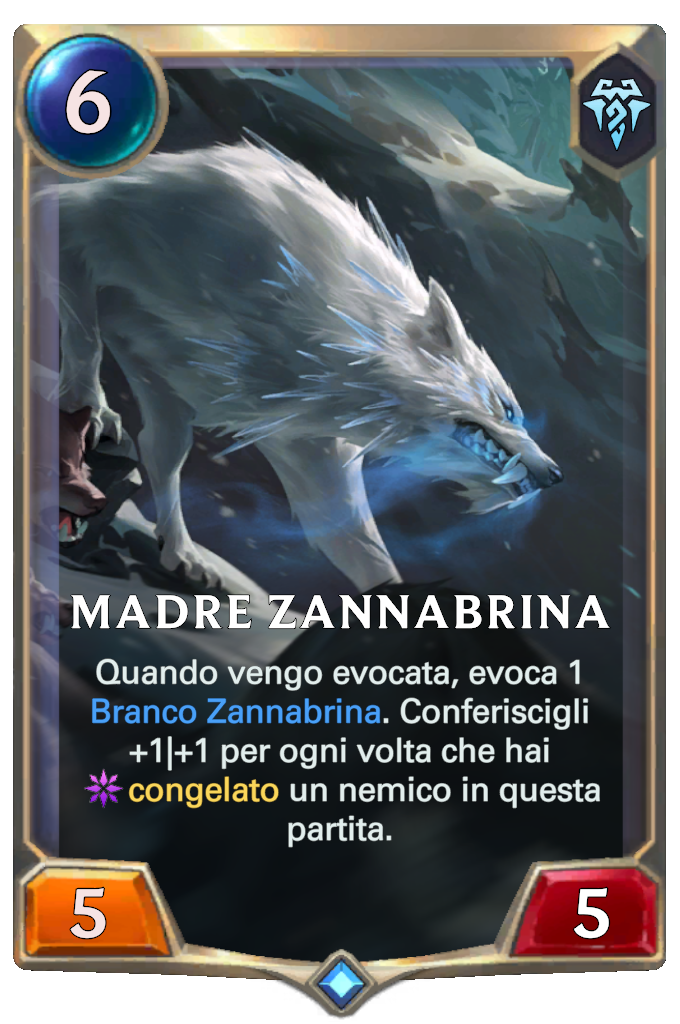 6
MADRE ZANNABRINA
Quando vengo evocata, evoca 1
Branco Zannabrina. Conferiscigli
+1|+1 per ogni volta che hai
congelato un nemico in questa
partita.
5 5